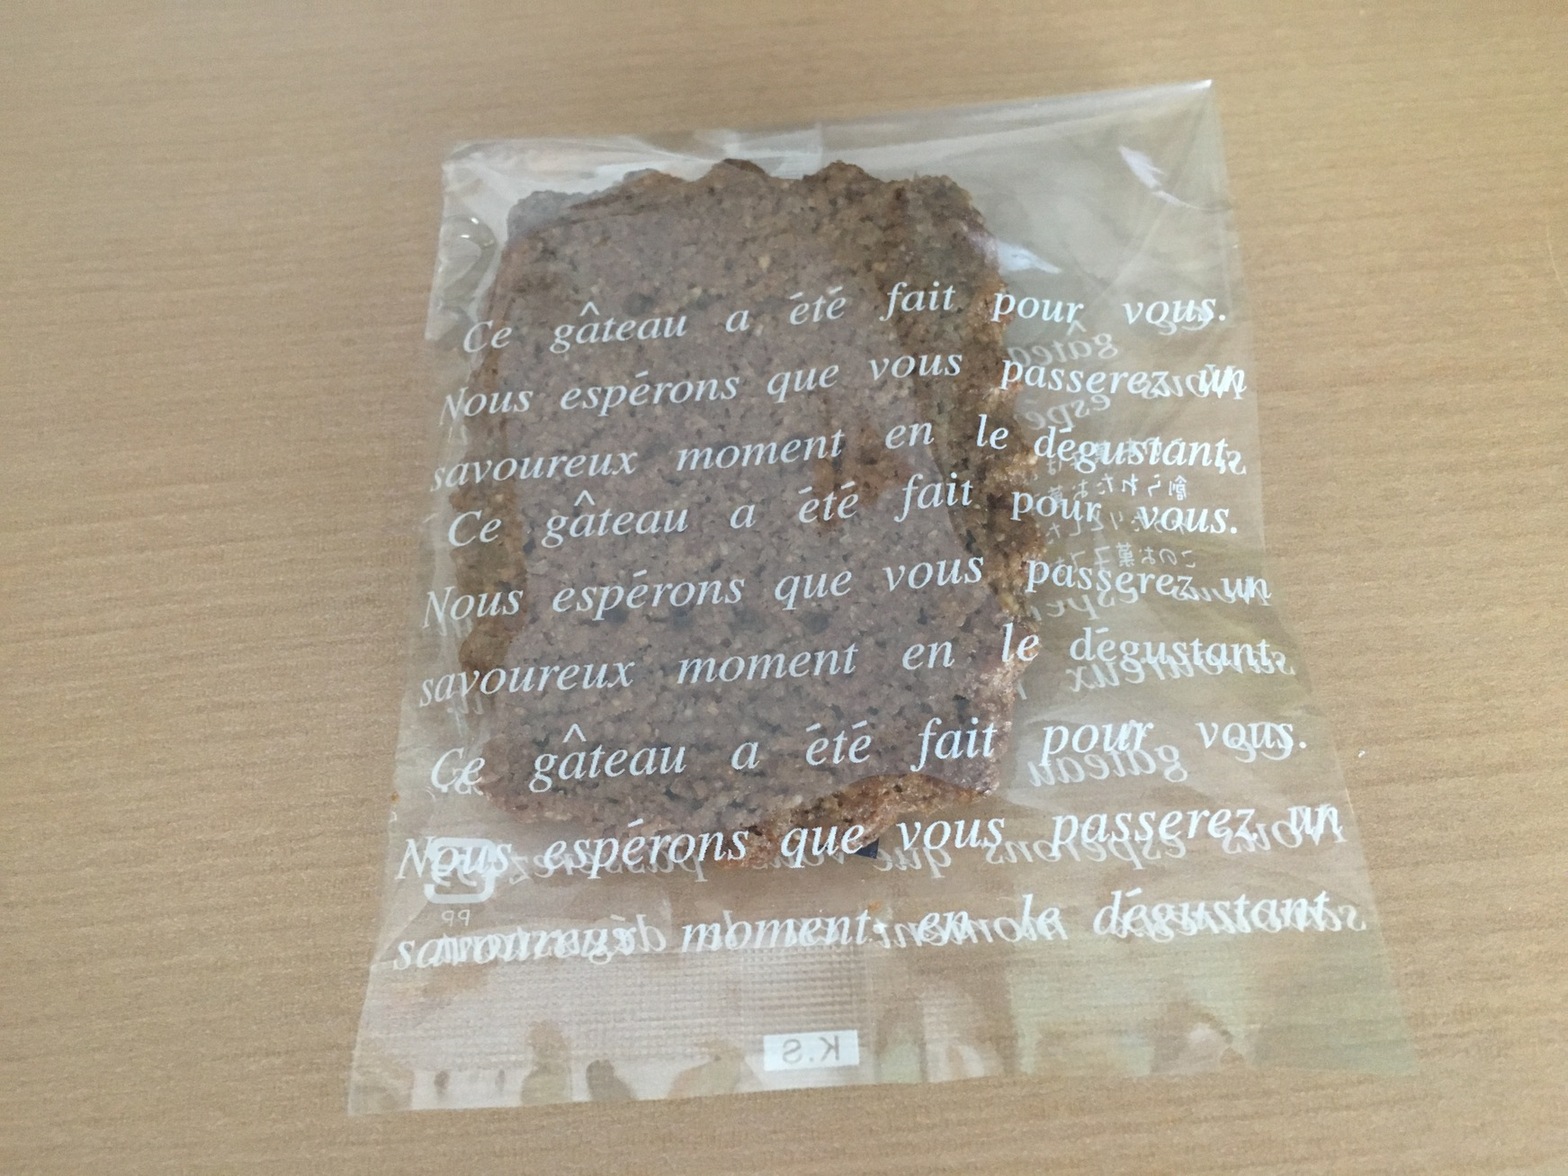 Ce gâteau a été fait pour vous.
Nous espérons que vous passerez un
savoureux moment en le dégustant.
Ce gâteau a été fait pour vous.
Nous espérons que vous passerez un
savoureux moment en le dégustant.
Ce gâteau a été fait pour vous.
Nous espérons que vous passerez un
savoureux moment en le dégustant.
PP
K.S